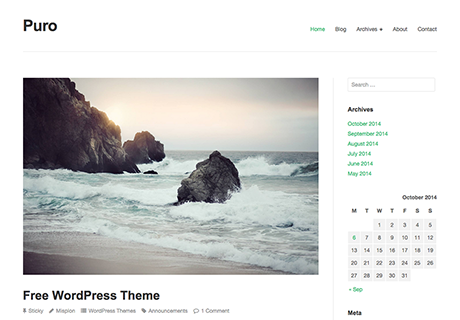 Puro
Home Blog Archives + About Contact
Search ...
Archives
October 2014
September 2014
August 2014
July 2014
June 2014
May 2014
October 2014
M T W T F S S
1 2 3 4 5
6 7 8 9 10 11 12
13 14 15 16 17 18 19
20 21 22 23 24 25 26
27 28 29 30 31
« Sep
Meta
Free WordPress Theme
Sticky Misplon WordPress Themes Announcements 1 Comment